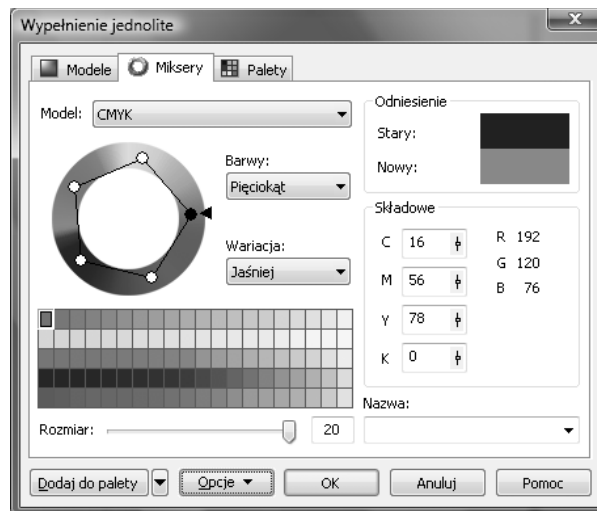 Wypełnienie jednolite
x
Modele Miksery Palety
Model: CMYK
Barwy:
Pięciokąt
Wariacja:
Jaśniej
Rozmiar: 20
Odniesienie
Stary:
Nowy:
Składowe
C 16 R 192
M 56 G 120
Y 78 B 76
K 0
Nazwa:
Dodaj do palety Opcje OK Anuluj Pomoc